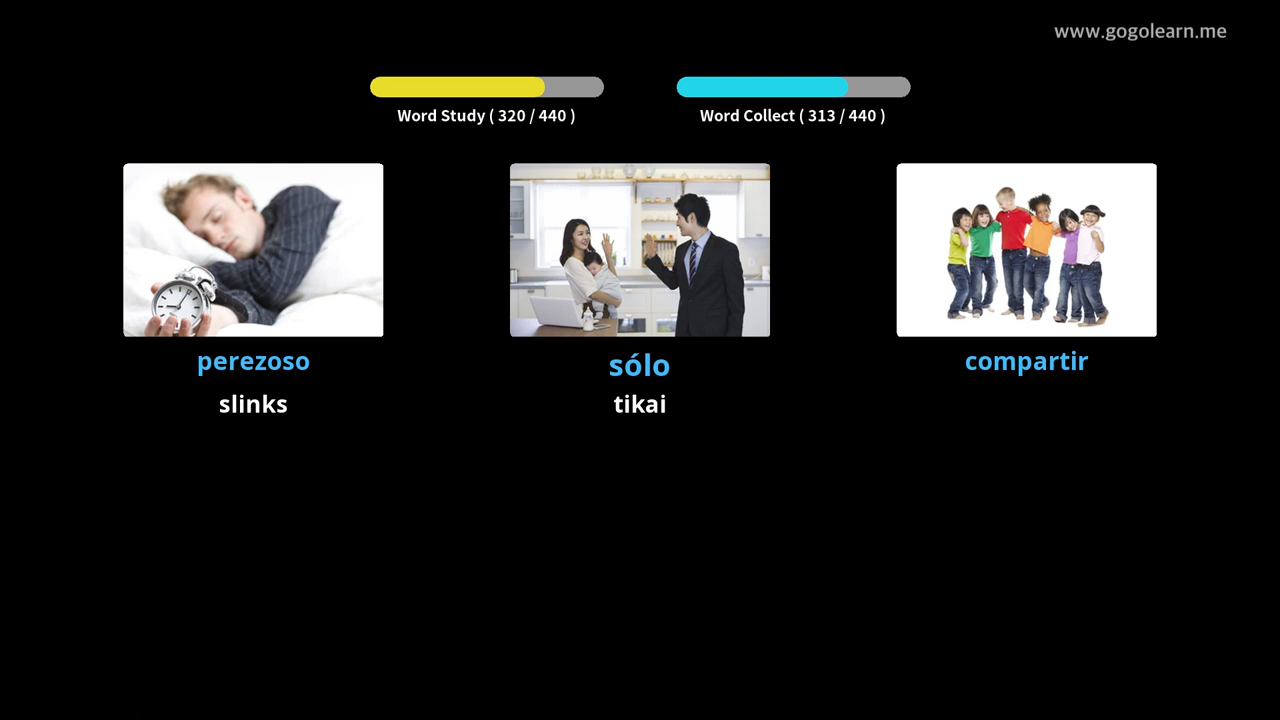 www.gogolearn.me
Word Study ( 320 / 440 )
Word Collect ( 313 / 440 )
perezoso
sólo
compartir
slinks
tikai